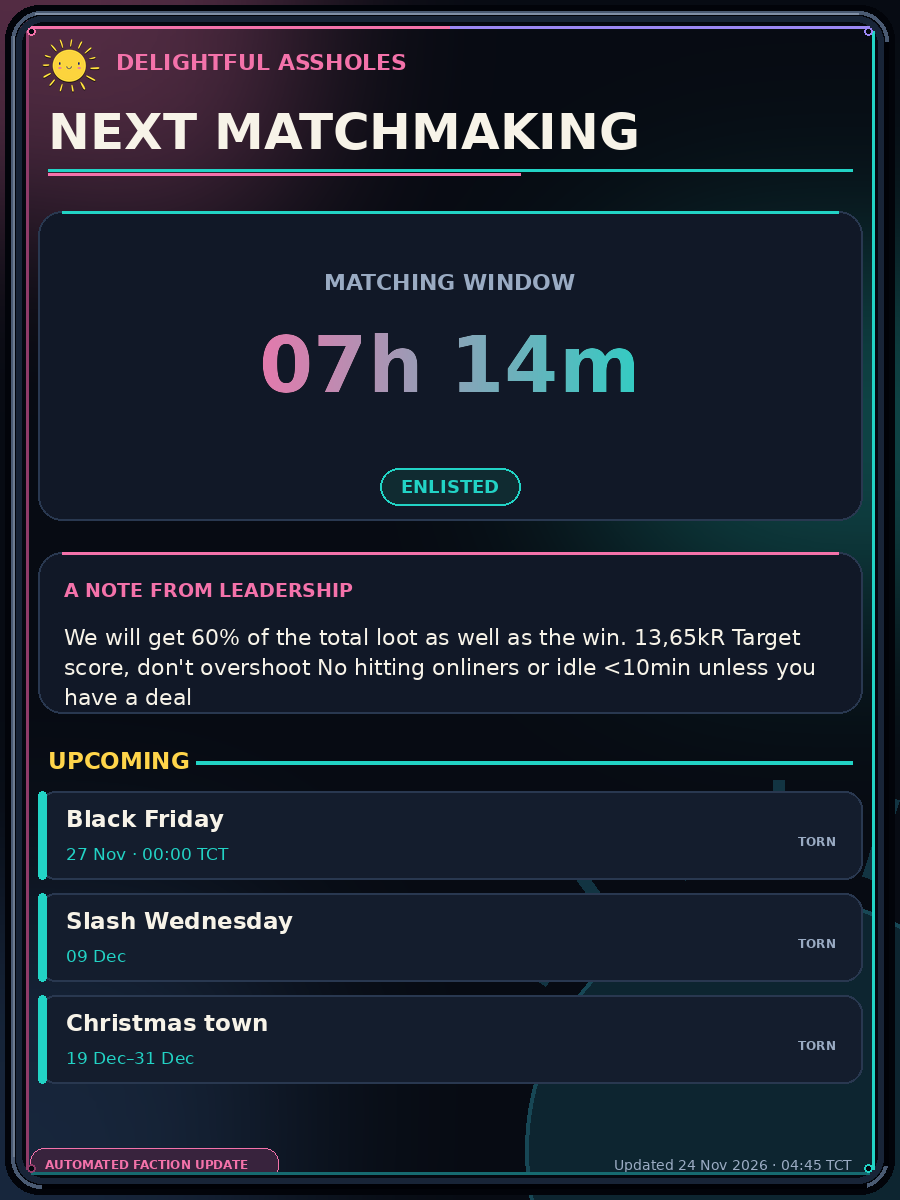 DELIGHTFUL ASSHOLES
NEXT MATCHMAKING
MATCHING WINDOW
07h 14m
ENLISTED
A NOTE FROM LEADERSHIP
We will get 60% of the total loot as well as the win. 13,65kR Target
score, don't overshoot No hitting onliners or idle <10min unless you
have a deal
UPCOMING
Black Friday
27 Nov · 00:00 TCT
TORN
Slash Wednesday
09 Dec
TORN
Christmas town
19 Dec–31 Dec
TORN
AUTOMATED FACTION UPDATE
Updated 24 Nov 2026 · 04:45 TCT